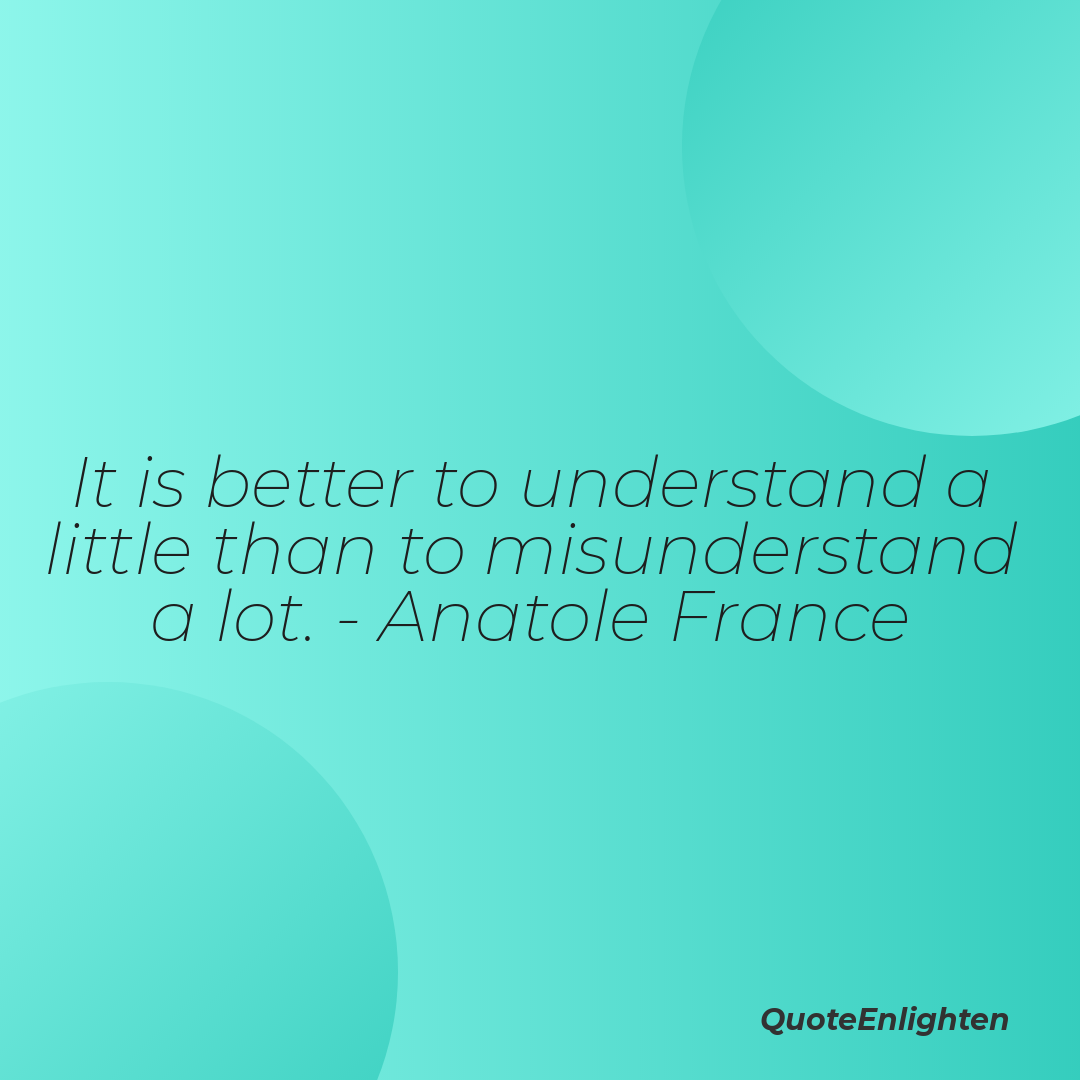 It is better to understand a
little than to misunderstand
a lot. - Anatole France
QuoteEnlighten